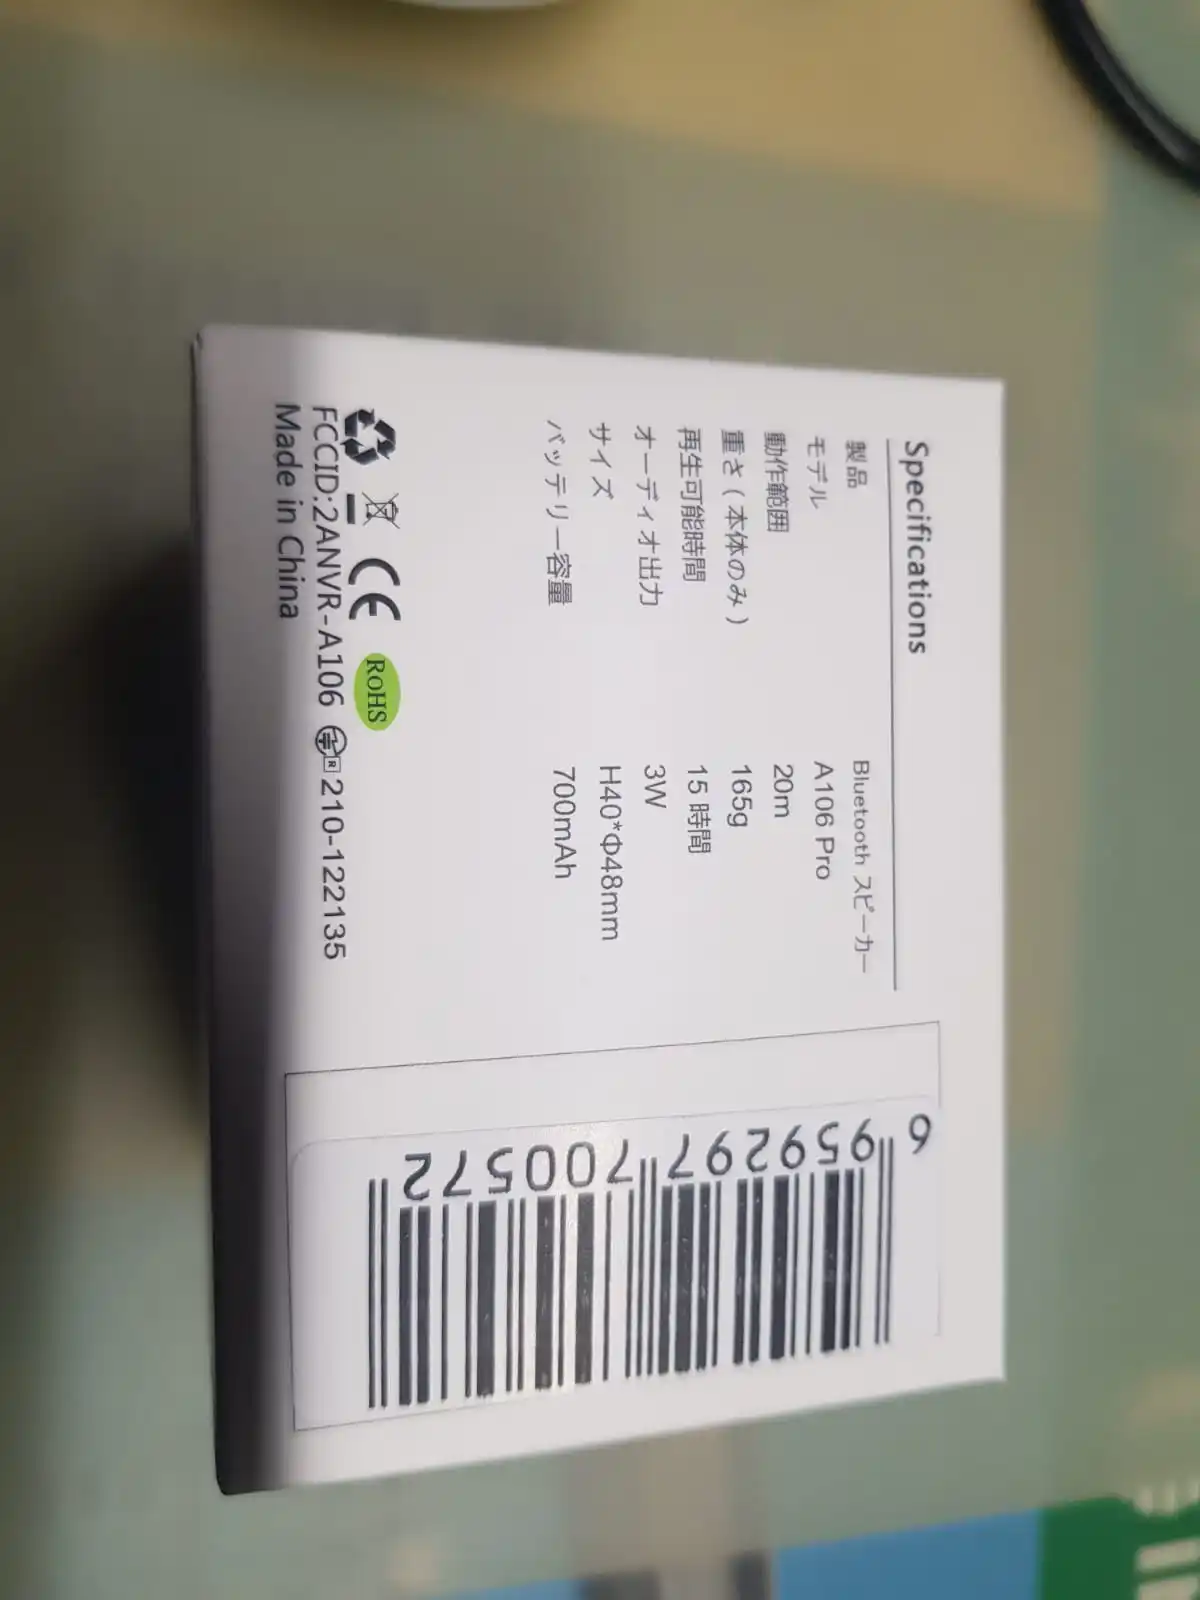 Specifications
製品 Bluetooth スピーカー
モデル A106 Pro
動作範囲 20m
重さ ( 本体のみ ) 165g
再生可能時間 15 時間
オーディオ出力 3W
サイズ H40*Φ48mm
バッテリー容量 700mAh
CE RoHS
FCCID:2ANVR-A106 R 210-122135
Made in China
6 959297 700572